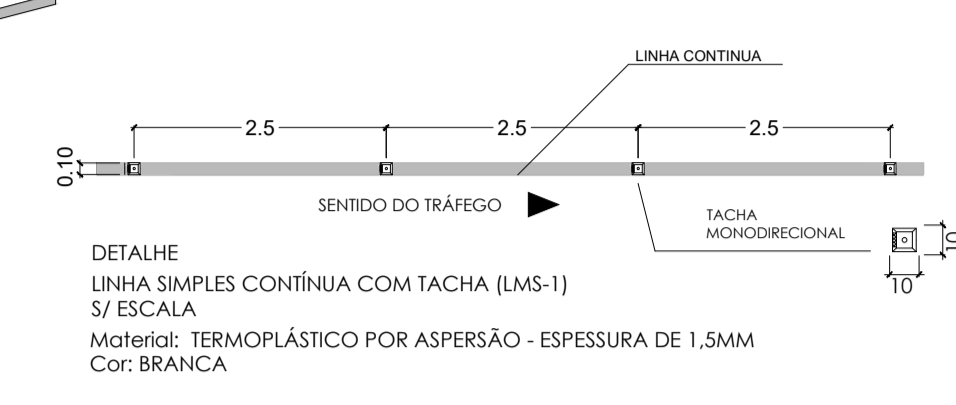 LINHA CONTINUA
2.5 2.5 2.5
0.10
SENTIDO DO TRÁFEGO
TACHA
MONODIRECIONAL
10
10
DETALHE
LINHA SIMPLES CONTÍNUA COM TACHA (LMS-1)
S/ ESCALA
Material: TERMOPLÁSTICO POR ASPERSÃO - ESPESSURA DE 1,5MM
Cor: BRANCA